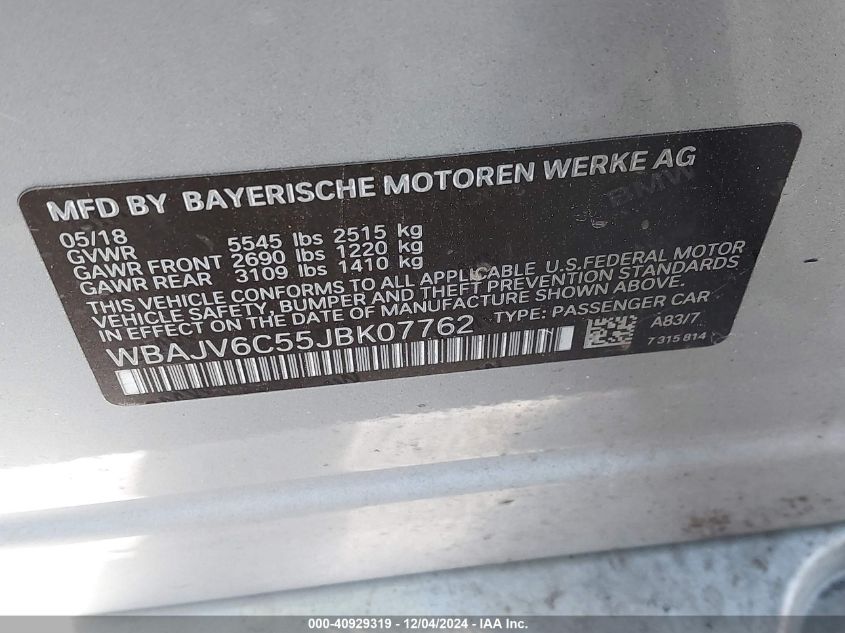 MFD BY BAYERISCHE MOTOREN WERKE AG
BMW
05/18
GVWR 5545 lbs 2515 kg
GAWR FRONT 2690 lbs 1220 kg
GAWR REAR 3109 lbs 1410 kg
THIS VEHICLE CONFORMS TO ALL APPLICABLE U.S.FEDERAL MOTOR
VEHICLE SAFETY, BUMPER AND THEFT PREVENTION STANDARDS
IN EFFECT ON THE DATE OF MANUFACTURE SHOWN ABOVE.
WBAJV6C55JBK07762 TYPE: PASSENGER CAR
A83/7
7 315 814
000-40929319 - 12/04/2024 - IAA Inc.